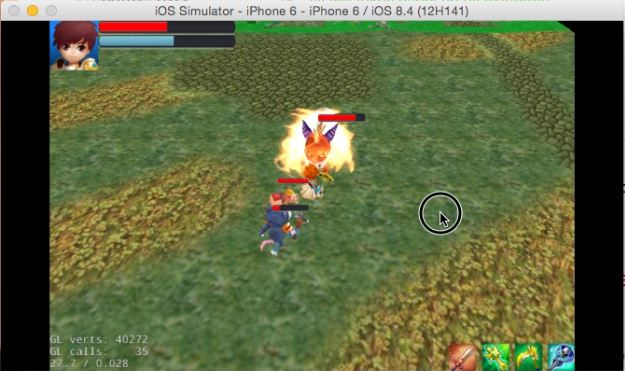 iOS Simulator - iPhone 6 - iPhone 6 / iOS 8.4 (12H141)
GL verts: 40272
GL calls: 35
27.7 / 0.028